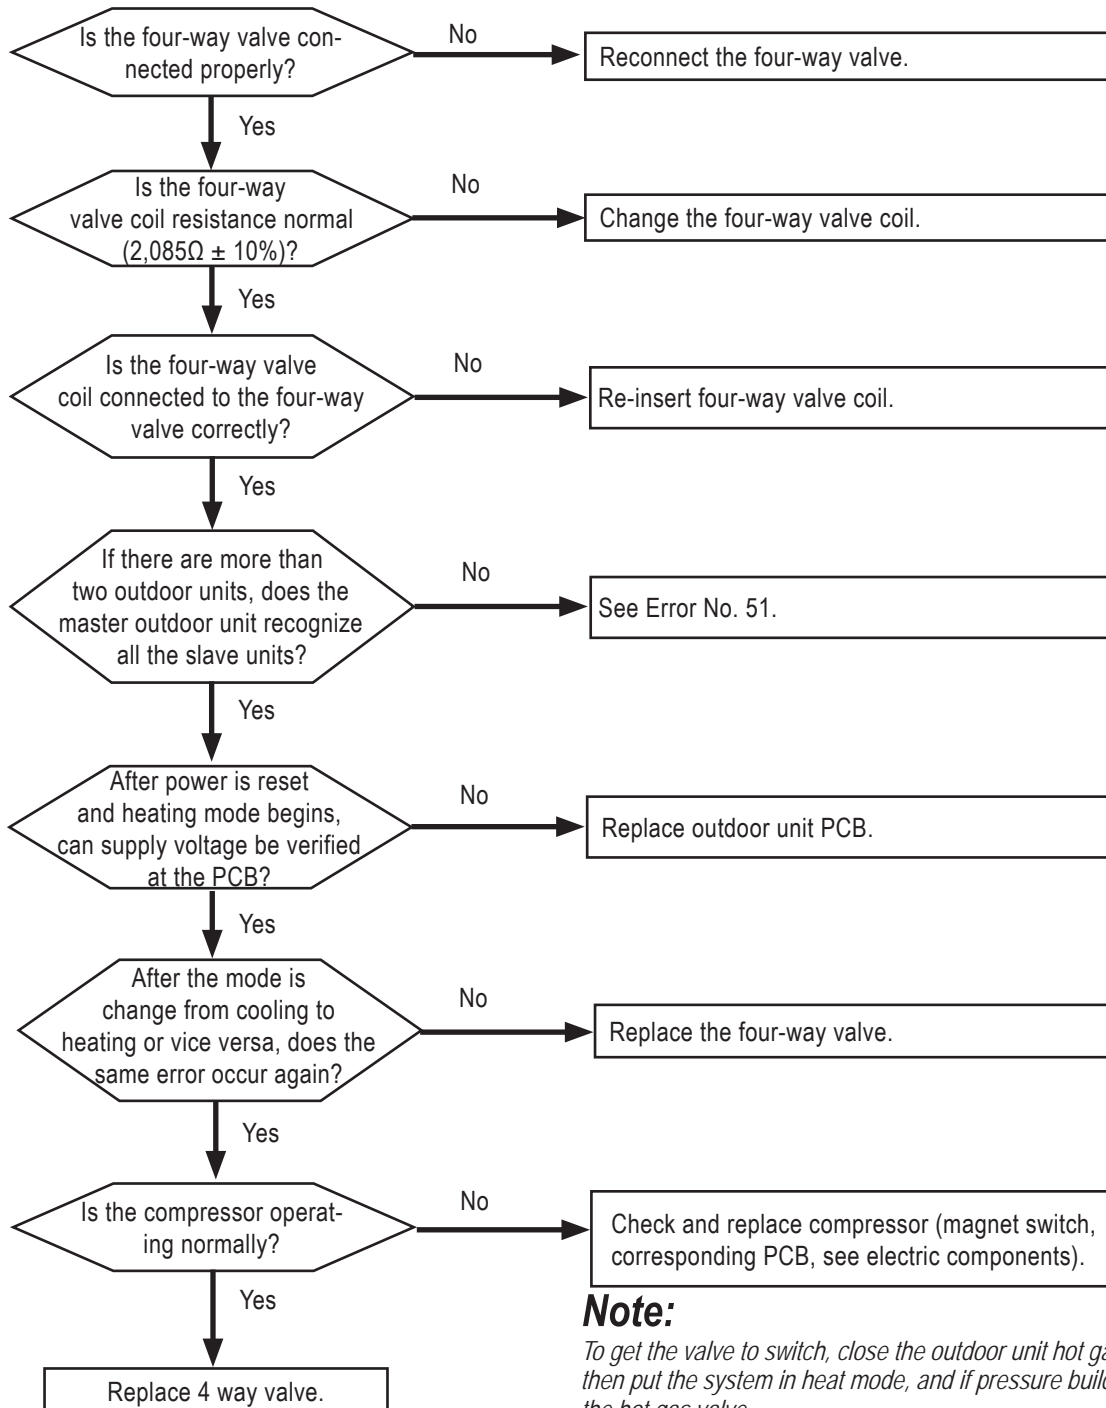 Is the four-way valve con-
nected properly?
No
Reconnect the four-way valve.
Yes
Is the four-way
valve coil resistance normal
(2,085Ω ± 10%)?
No
Change the four-way valve coil.
Yes
Is the four-way valve
coil connected to the four-way
valve correctly?
No
Re-insert four-way valve coil.
Yes
If there are more than
two outdoor units, does the
master outdoor unit recognize
all the slave units?
No
See Error No. 51.
Yes
After power is reset
and heating mode begins,
can supply voltage be verified
at the PCB?
No
Replace outdoor unit PCB.
Yes
After the mode is
change from cooling to
heating or vice versa, does the
same error occur again?
No
Replace the four-way valve.
Yes
Is the compressor operat-
ing normally?
No
Check and replace compressor (magnet switch,
corresponding PCB, see electric components).
Yes
Replace 4 way valve.
Note:
To get the valve to switch, close the outdoor unit hot
then put the system in heat mode, and if pressure
the hot gas valve